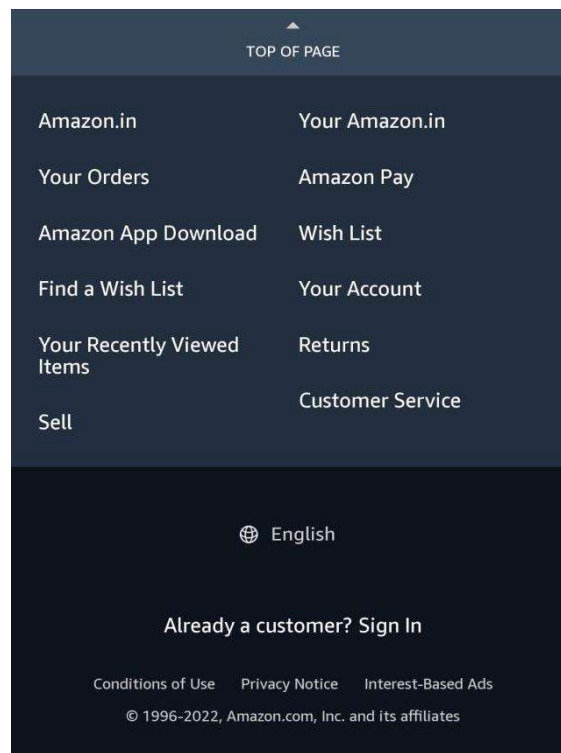 TOP OF PAGE
Amazon.in
Your Amazon.in
Your Orders
Amazon Pay
Amazon App Download
Wish List
Find a Wish List
Your Account
Your Recently Viewed
Items
Returns
Customer Service
Sell
English
Already a customer? Sign In
Conditions of Use Privacy Notice Interest-Based Ads
© 1996-2022, Amazon.com, Inc. and its affiliates